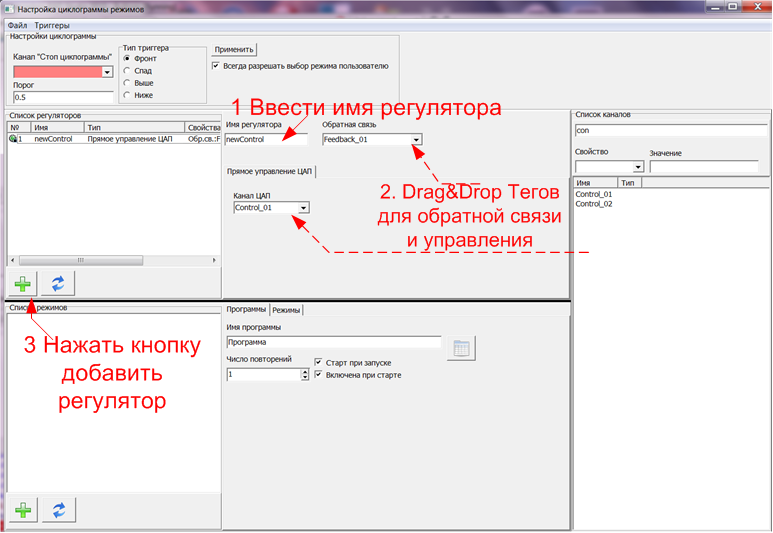 Настройка циклограммы режимов
Файл Триггеры
Настройки циклограммы
Канал "Стоп циклограммы"
Порог
0.5
Тип триггера
Фронт
Спад
Выше
Ниже
Применить
Всегда разрешать выбор режима пользователю
1 Ввести имя регулятора
Список регуляторов
№ Имя Тип Свойства
1 newControl Прямое управление ЦАП Обр.св.:F
Имя регулятора
newControl
Обратная связь
Feedback_01
Прямое управление ЦАП
Канал ЦАП
Control_01
2. Drag&Drop Тегов
для обратной связи
и управления
Список каналов
con
Свойство Значение
Имя Тип
Control_01
Control_02
Список режимов
3 Нажать кнопку
добавить
регулятор
Программы Режимы
Имя программы
Программа
Число повторений
1
Старт при запуске
Включена при старте